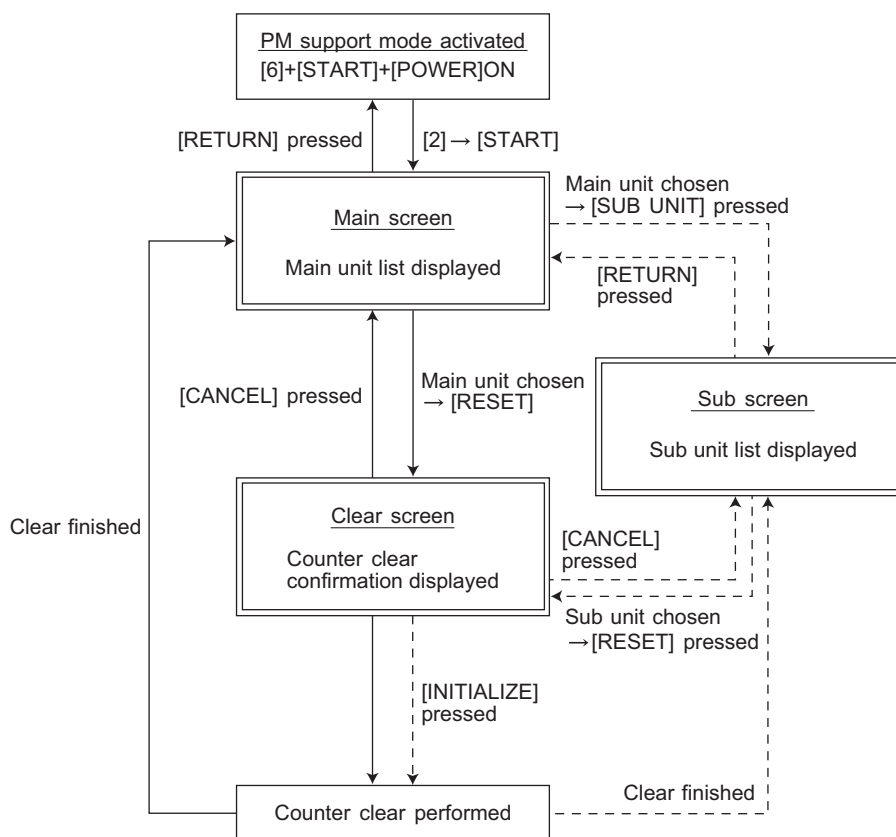 PM support mode activated
[6]+[START]+[POWER]ON
[RETURN] pressed
[2]→[START]
Main unit chosen
→[SUB UNIT] pressed
Main screen
Main unit list displayed
[RETURN]
pressed
[CANCEL] pressed
Main unit chosen
→[RESET]
Sub screen
Sub unit list displayed
Clear finished
Clear screen
Counter clear
confirmation displayed
[CANCEL]
pressed
Sub unit chosen
→[RESET] pressed
[INITIALIZE]
pressed
Counter clear performed
Clear finished